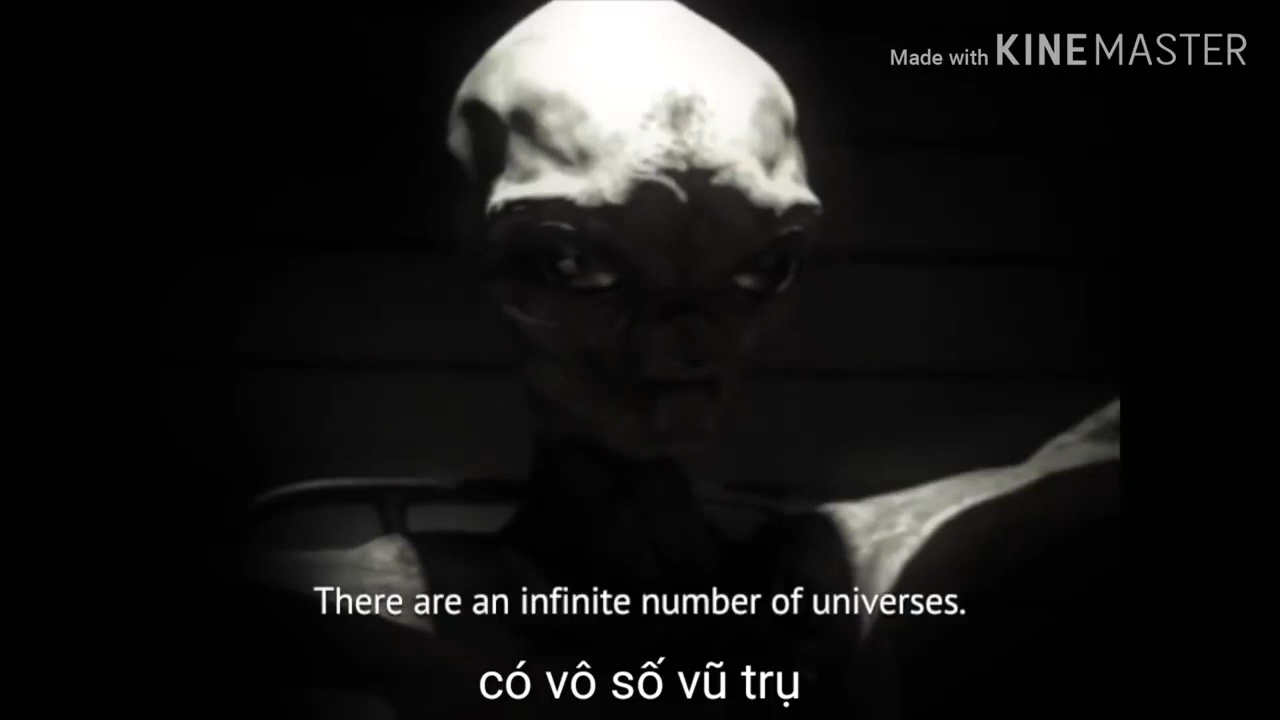 Made with KINEMASTER
There are an infinite number of universes.
có vô số vũ trụ